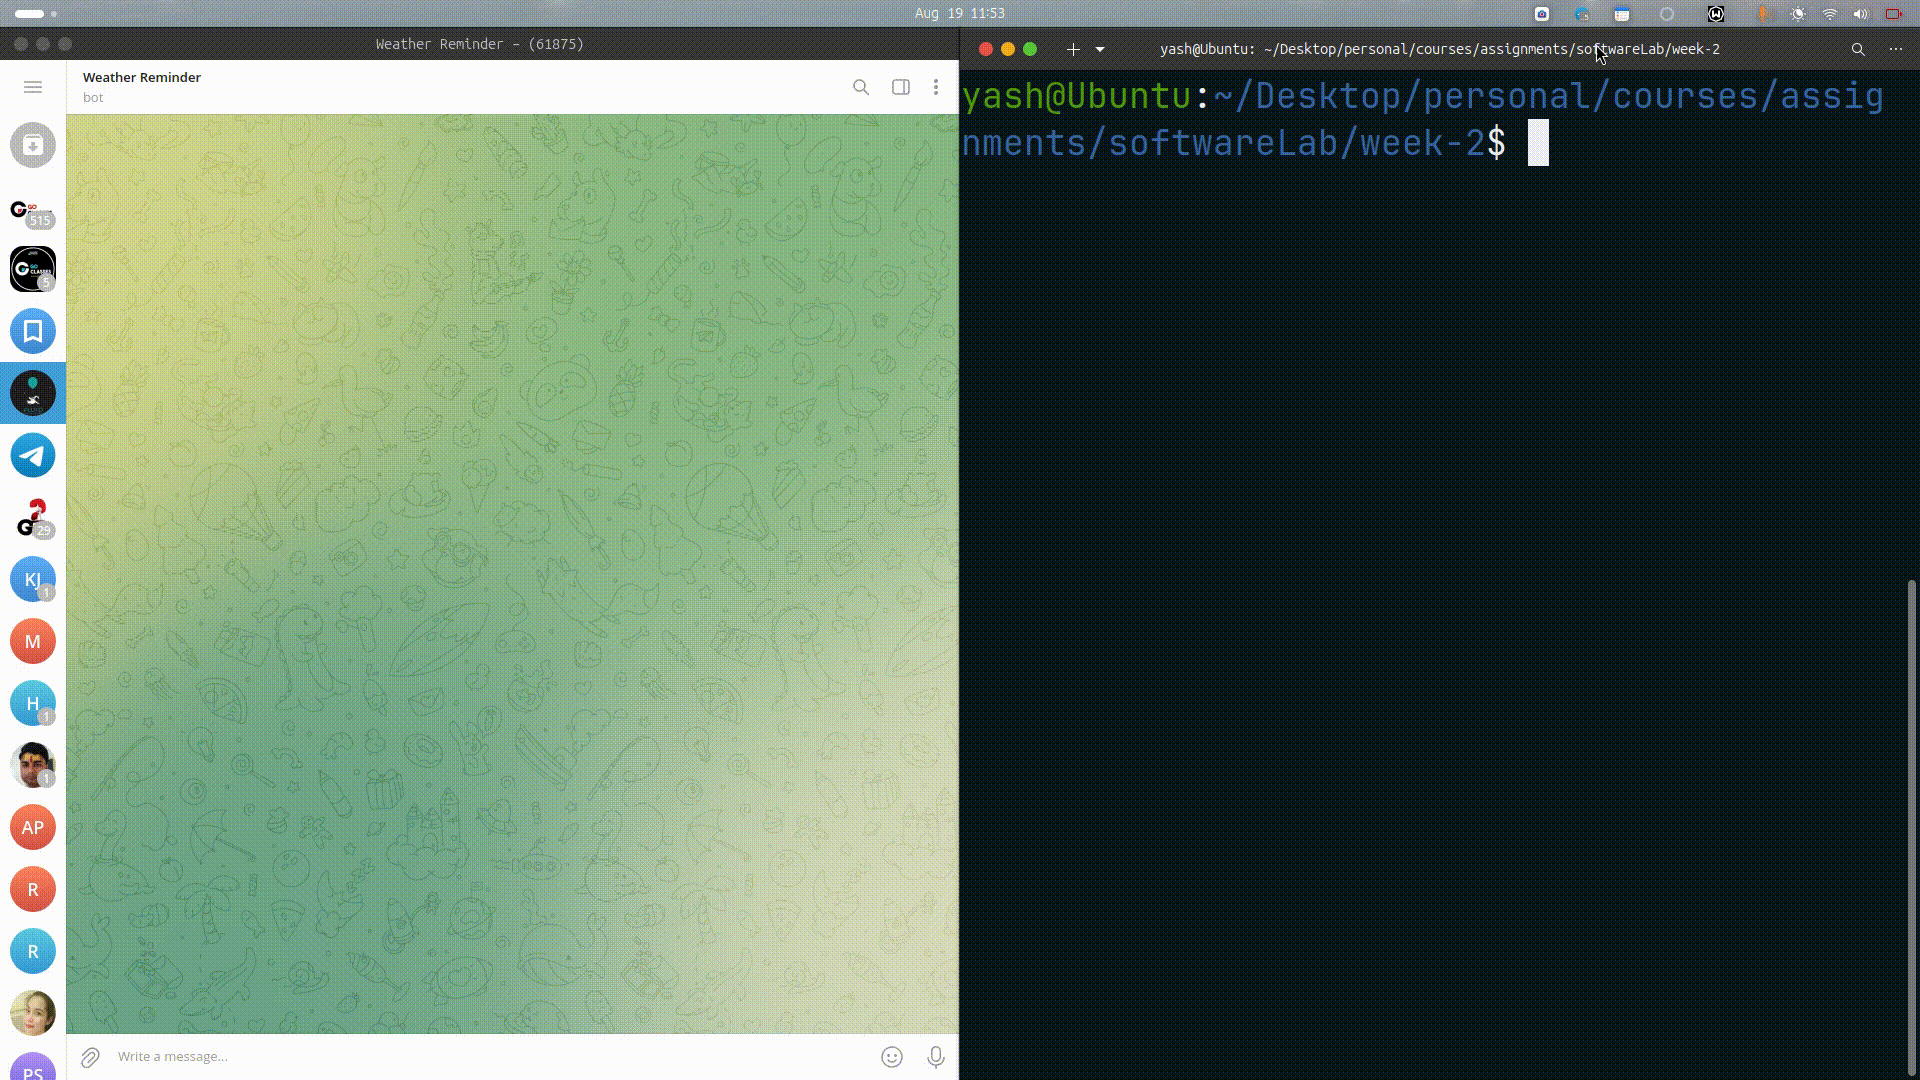 Aug 19 11:53
Weather Reminder – (61875)
Weather Reminder
bot
515
5
29
KJ
1
M
H
1
1
AP
R
R
PS
Write a message...
yash@Ubuntu: ~/Desktop/personal/courses/assignments/softwareLab/week-2
yash@Ubuntu:~/Desktop/personal/courses/assig
nments/softwareLab/week-2$